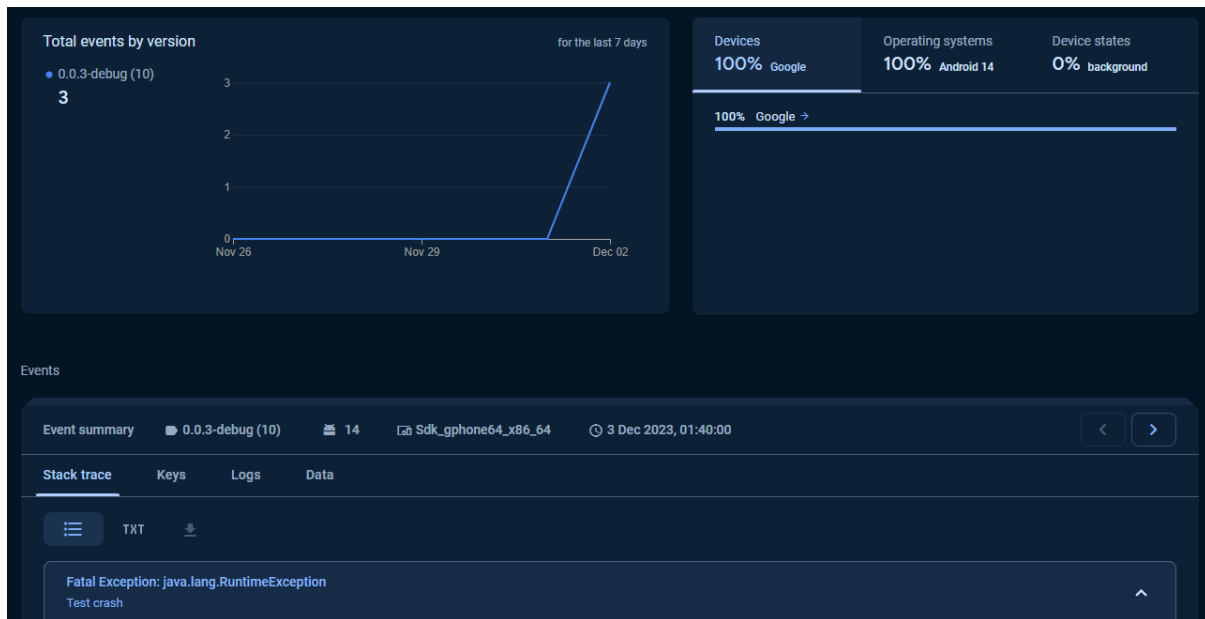 Total events by version
for the last 7 days
0.0.3-debug (10)
3
3
2
1
0
Nov 26
Nov 29
Dec 02
Devices
100% Google
Operating systems
100% Android 14
Device states
0% background
100% Google →
Events
Event summary
0.0.3-debug (10)
14
Sdk_gphone64_x86_64
3 Dec 2023, 01:40:00
Stack trace
Keys
Logs
Data
TXT
Fatal Exception: java.lang.RuntimeException
Test crash